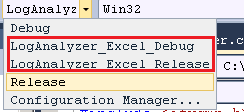 LogAnalyz Win32
Debug
LogAnalyzer_Excel_Debug
LogAnalyzer_Excel_Release
Release
Configuration Manager...